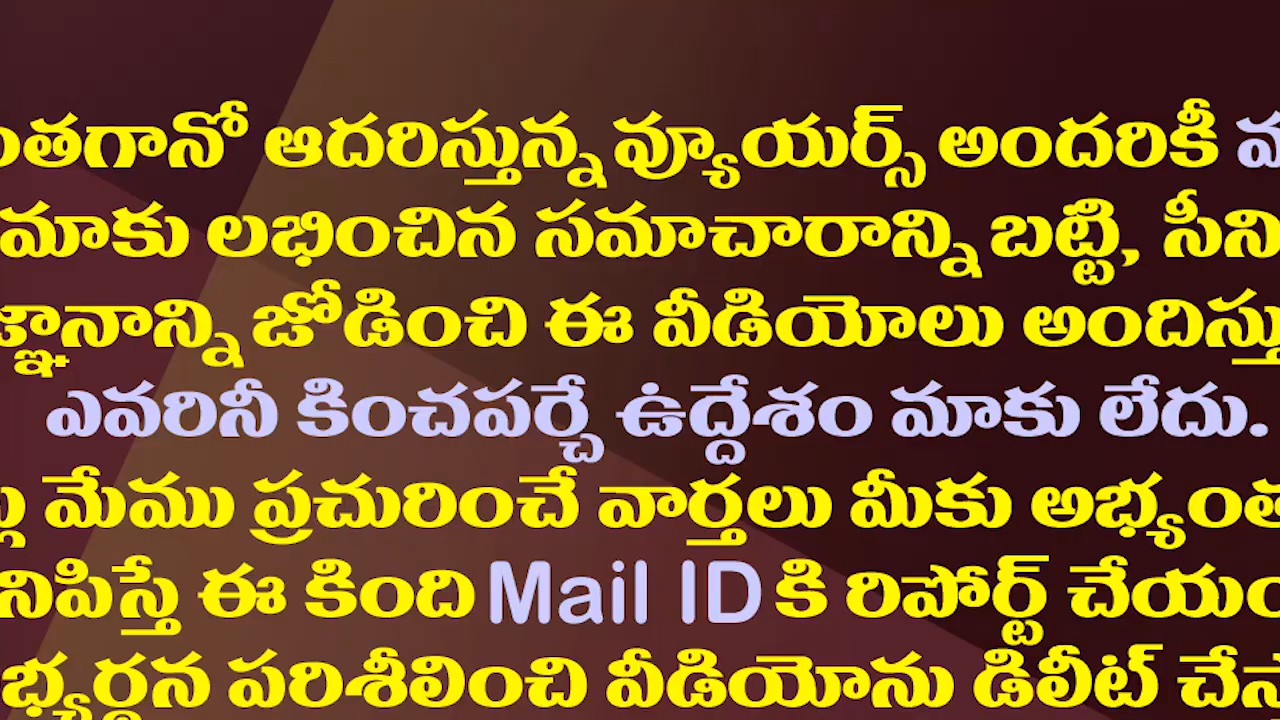 ఆదరిస్తున్న వ్యూయర్స్ అందరికీ
మాకు లభించిన సమాచారాన్ని బట్టి,
జోడించి ఈ వీడియోలు
ఎవరినీ కించపర్చే ఉద్దేశం మాకు లేదు.
మేము ప్రచురించే వార్తలు మీకు
ఈ కింది Mail ID కి రిపోర్ట్
పరిశీలించి వీడియోను డిలీట్